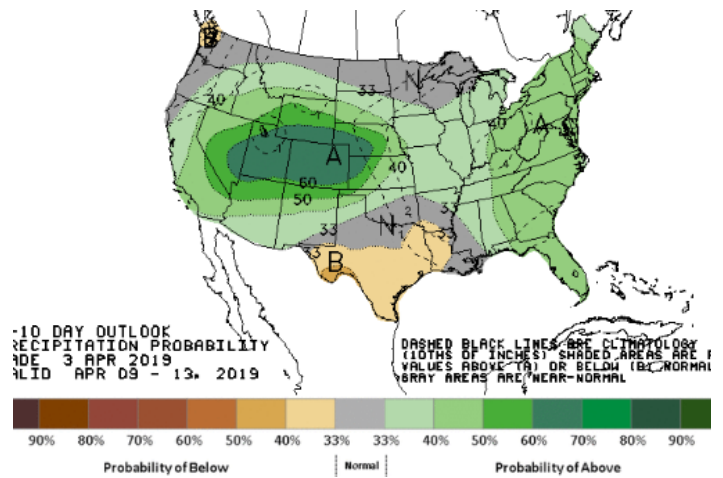 B
N
33
40
A
40
A
60
50
40
33
N
33
33
B
-10 DAY OUTLOOK
RECIPITATION PROBABILITY
ADE 3 APR 2019
ALID APR 09 - 13, 2019
DASHED BLACK LINES ARE CLIMATOLOGY
(10THS OF INCHES) SHADED AREAS ARE F
VALUES ABOVE (A) OR BELOW (B) NORMAL
GRAY AREAS ARE NEAR-NORMAL
90% 80% 70% 60% 50% 40% 33% 33% 40% 50% 60% 70% 80% 90%
Probability of Below Normal Probability of Above